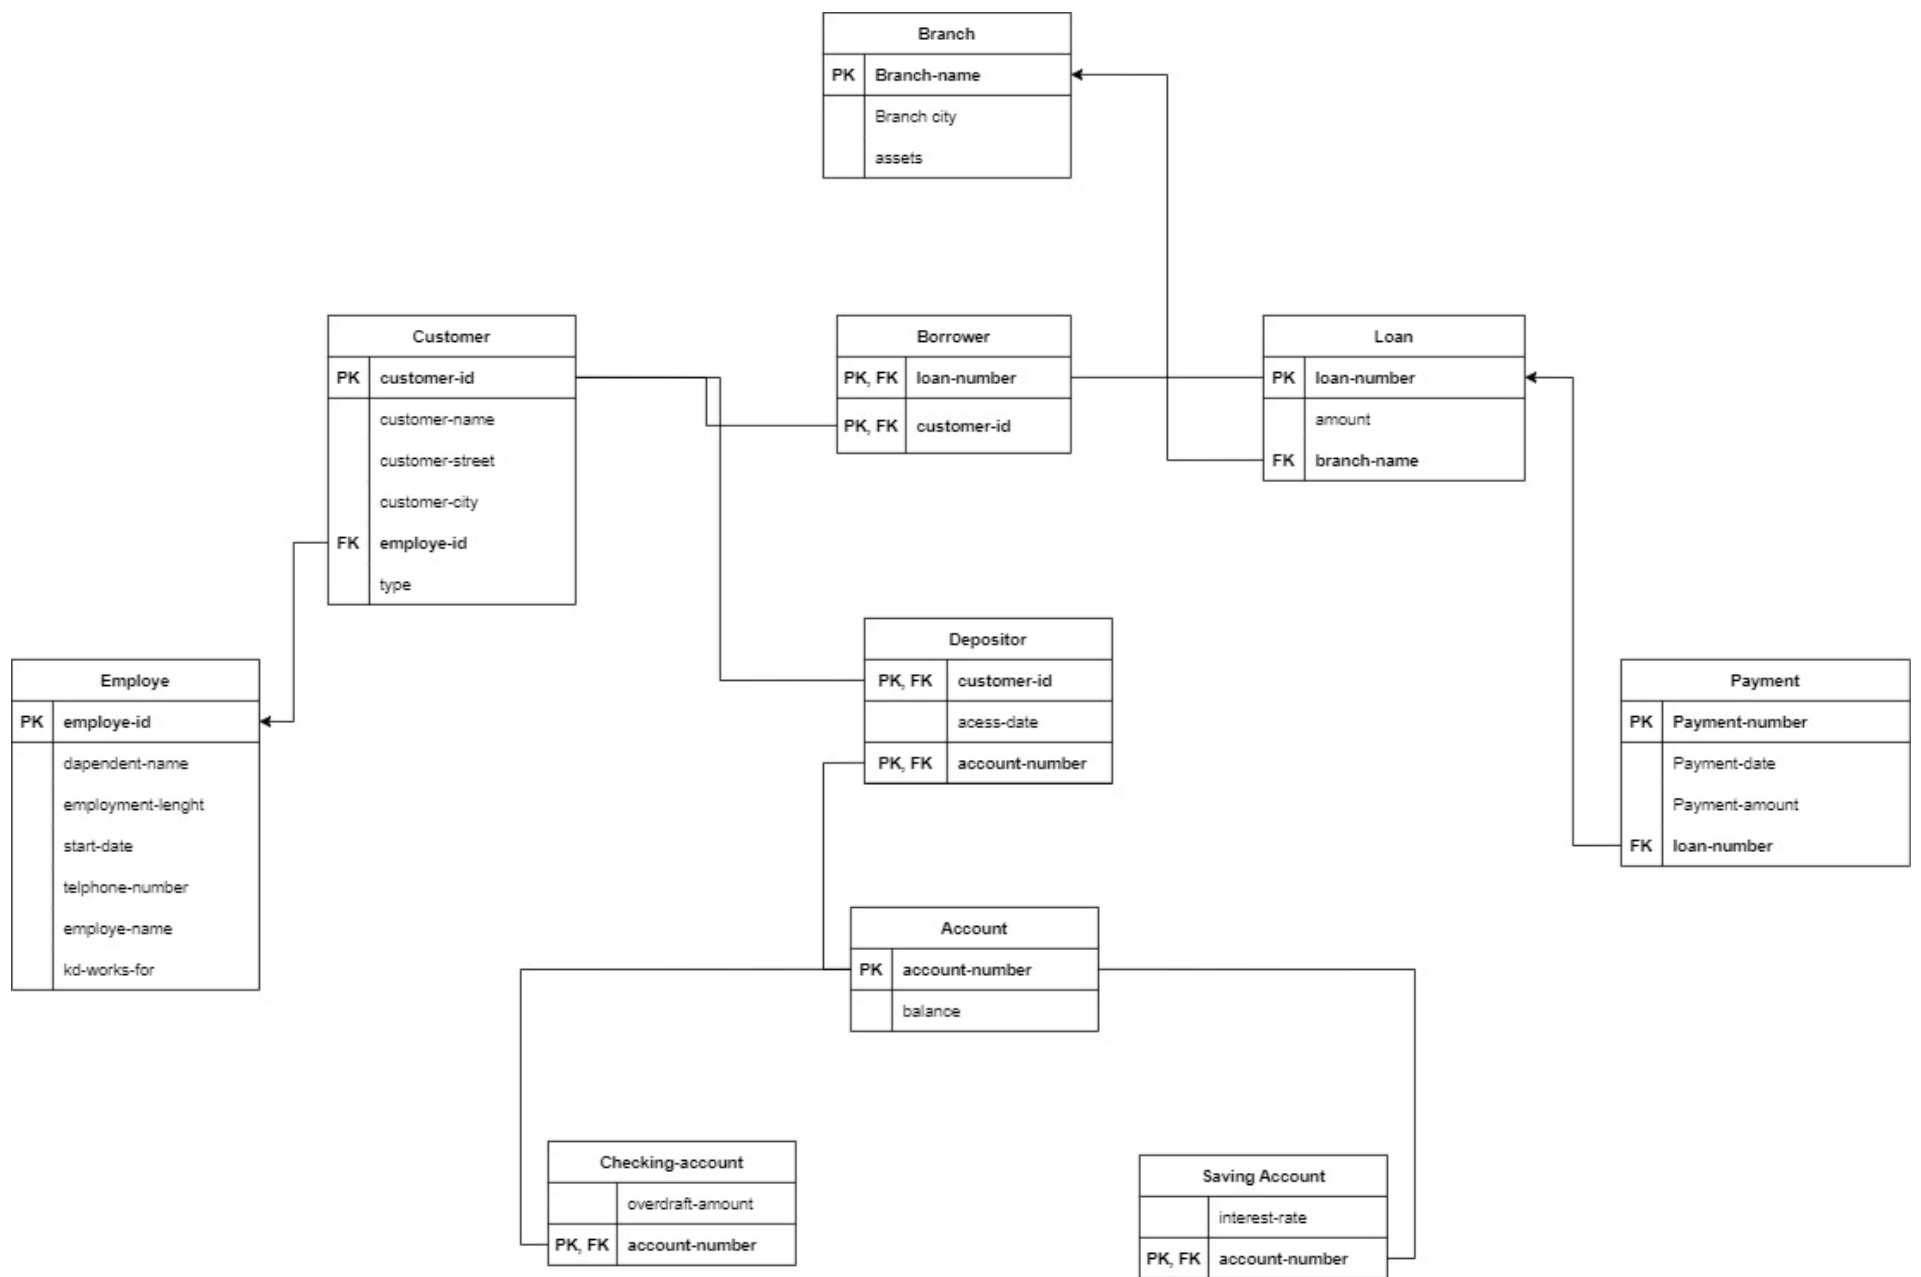 Branch
PK Branch-name
Branch city
assets
Customer
PK customer-id
customer-name
customer-street
customer-city
FK employe-id
type
Borrower
PK, FK loan-number
PK, FK customer-id
Loan
PK loan-number
amount
FK branch-name
Employe
PK employe-id
dapendent-name
employment-lenght
start-date
telphone-number
employe-name
kd-works-for
Depositor
PK, FK customer-id
acess-date
PK, FK account-number
Payment
PK Payment-number
Payment-date
Payment-amount
FK loan-number
Account
PK account-number
balance
Checking-account
overdraft-amount
PK, FK account-number
Saving Account
interest-rate
PK, FK account-number